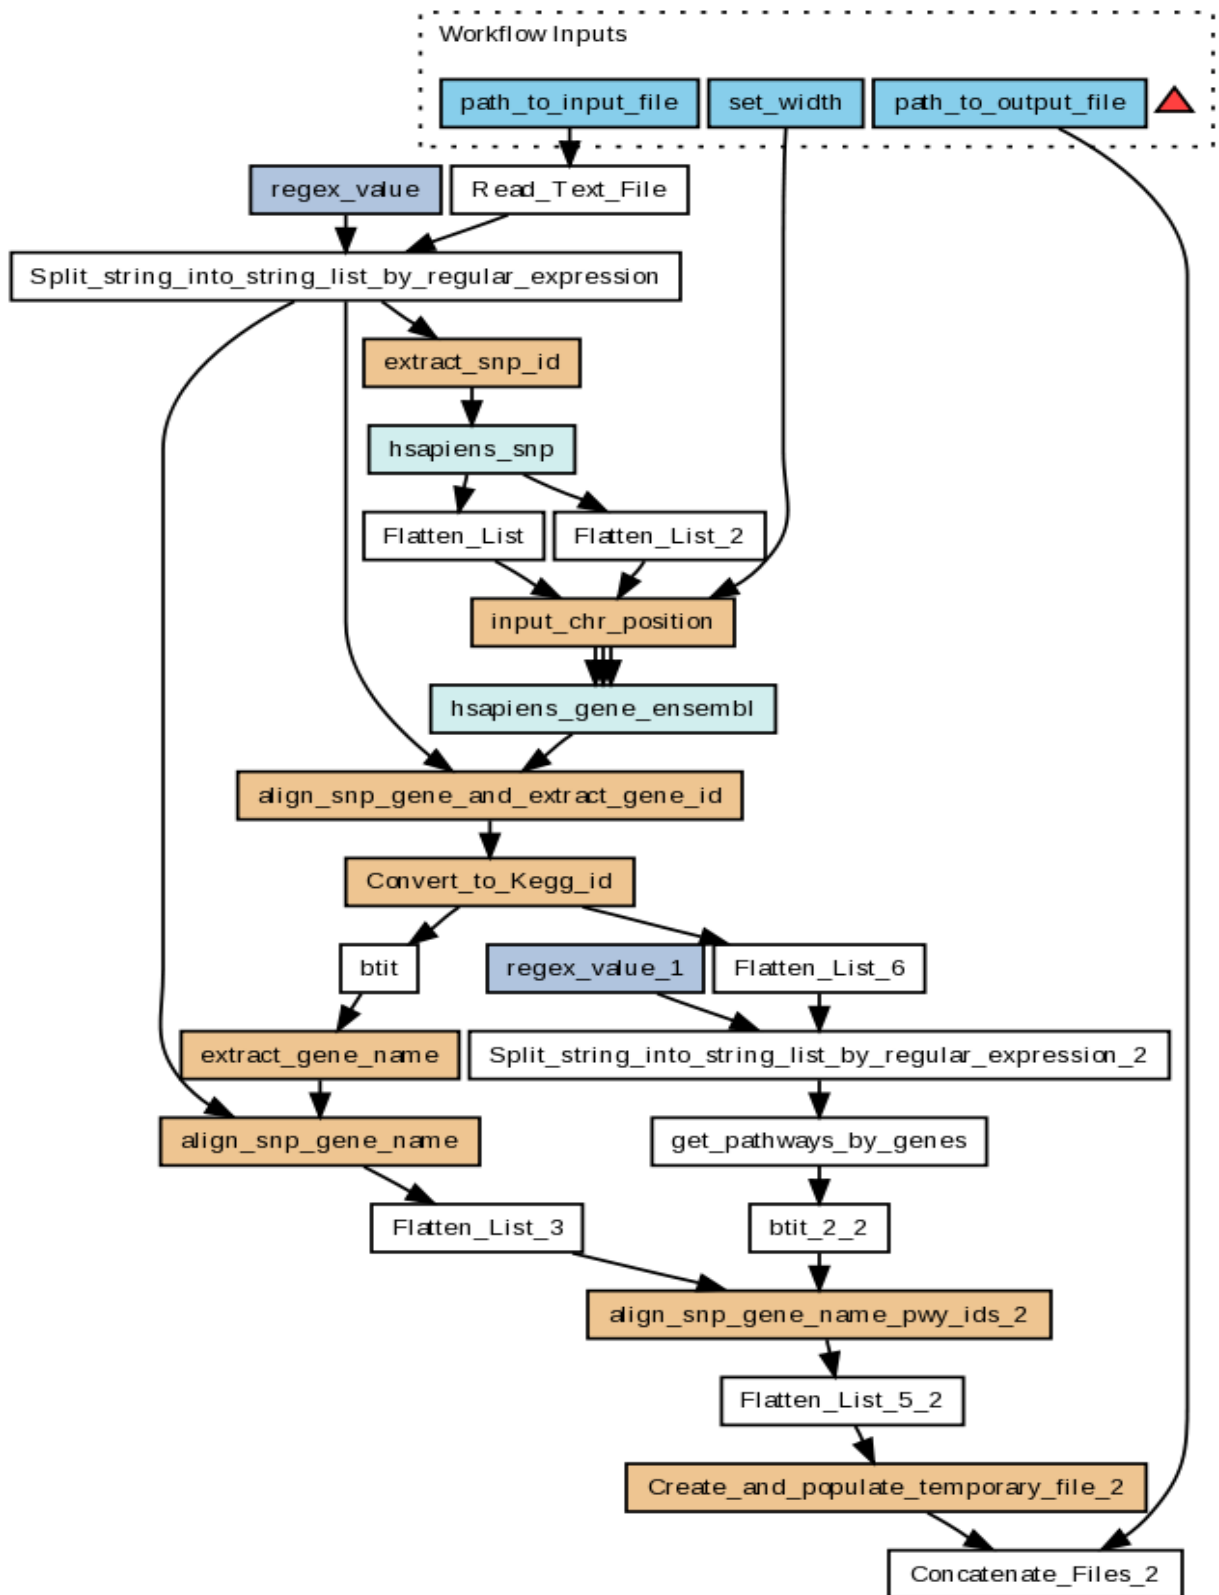 Workflow Inputs
path_to_input_file
set_width
path_to_output_file
regex_value
Read_Text_File
Split_string_into_string_list_by_regular_expression
extract_snp_id
hsapiens_snp
Flatten_List
Flatten_List_2
input_chr_position
hsapiens_gene_ensembl
align_snp_gene_and_extract_gene_id
Convert_to_Kegg_id
btit
regex_value_1
Flatten_List_6
extract_gene_name
Split_string_into_string_list_by_regular_expression_2
align_snp_gene_name
get_pathways_by_genes
Flatten_List_3
btit_2_2
align_snp_gene_name_pwy_ids_2
Flatten_List_5_2
Create_and_populate_temporary_file_2
Concatenate_Files_2